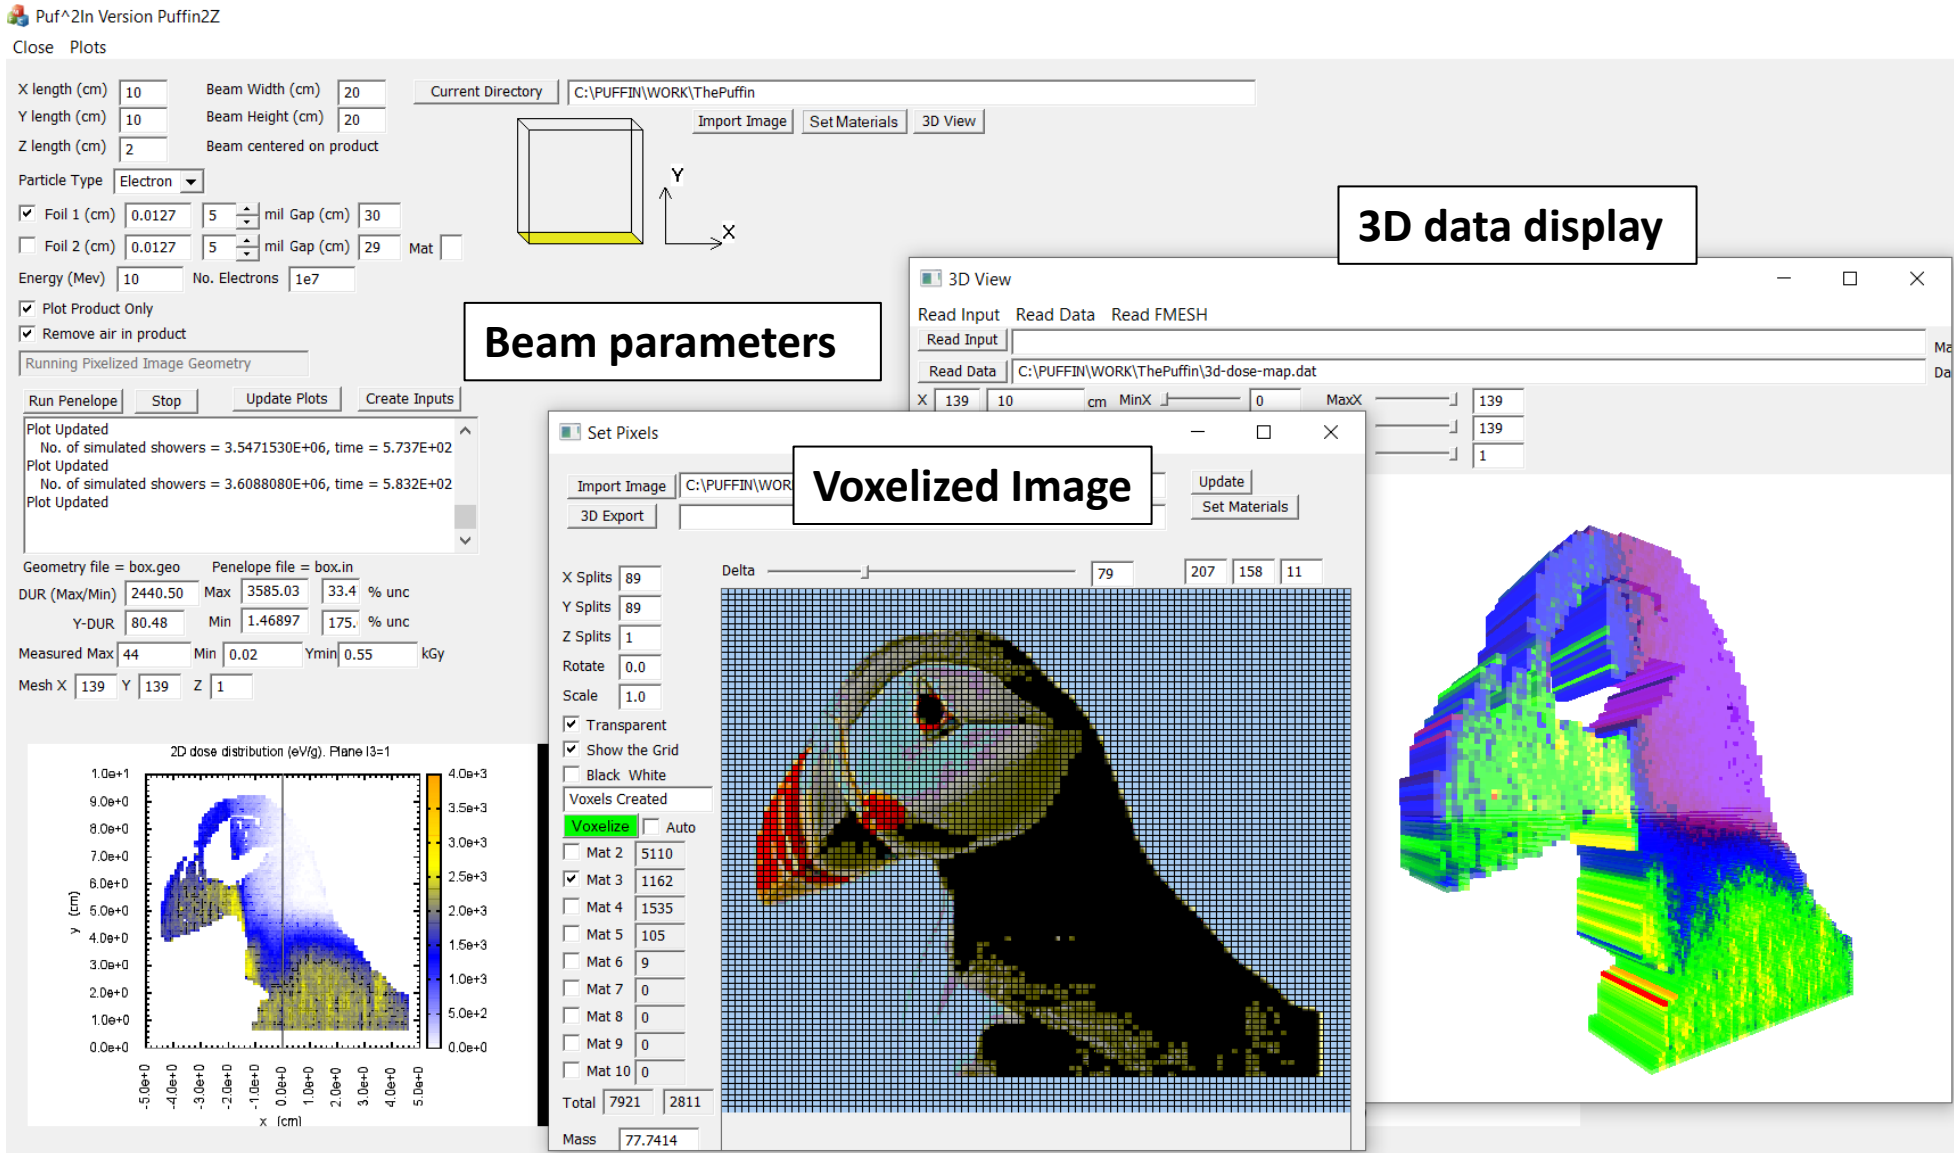 Puf^2In Version Puffin2Z
Close Plots
X length (cm) 10 Beam Width (cm) 20 Current Directory C:\PUFFIN\WORK\ThePuffin
Y length (cm) 10 Beam Height (cm) 20 Import Image Set Materials 3D View
Z length (cm) 2 Beam centered on product
Particle Type Electron
Y
X
Foil 1 (cm) 0.0127 5 mil Gap (cm) 30
Foil 2 (cm) 0.0127 5 mil Gap (cm) 29 Mat
Energy (Mev) 10 No. Electrons 1e7
Plot Product Only
Remove air in product
Running Pixelized Image Geometry
Beam parameters
Run Penelope Stop Update Plots Create Inputs
Plot Updated
No. of simulated showers = 3.5471530E+06, time = 5.737E+02
Plot Updated
No. of simulated showers = 3.6088080E+06, time = 5.832E+02
Plot Updated
Geometry file = box.geo Penelope file = box.in
DUR (Max/Min) 2440.50 Max 3585.03 33.4 % unc
Y-DUR 80.48 Min 1.46897 175. % unc
Measured Max 44 Min 0.02 Ymin 0.55 kGy
Mesh X 139 Y 139 Z 1
2D dose distribution (eV/g). Plane I3=1
1.0e+1
9.0e+0
8.0e+0
7.0e+0
6.0e+0
5.0e+0
4.0e+0
3.0e+0
2.0e+0
1.0e+0
0.0e+0
y (cm)
-5.0e+0 -4.0e+0 -3.0e+0 -2.0e+0 -1.0e+0 0.0e+0 1.0e+0 2.0e+0 3.0e+0 4.0e+0 5.0e+0
x (cm)
4.0e+3
3.5e+3
3.0e+3
2.5e+3
2.0e+3
1.5e+3
1.0e+3
5.0e+2
0.0e+0
3D data display
3D View
Read Input Read Data Read FMESH
Read Input
Read Data C:\PUFFIN\WORK\ThePuffin\3d-dose-map.dat
X 139 10 cm MinX 0 MaxX 139
139
1
Set Pixels
Voxelized Image
Import Image C:\PUFFIN\WOR Update
3D Export Set Materials
X Splits 89 Delta 79 207 158 11
Y Splits 89
Z Splits 1
Rotate 0.0
Scale 1.0
Transparent
Show the Grid
Black White
Voxels Created
Voxelize Auto
Mat 2 5110
Mat 3 1162
Mat 4 1535
Mat 5 105
Mat 6 9
Mat 7 0
Mat 8 0
Mat 9 0
Mat 10 0
Total 7921 2811
Mass 77.7414